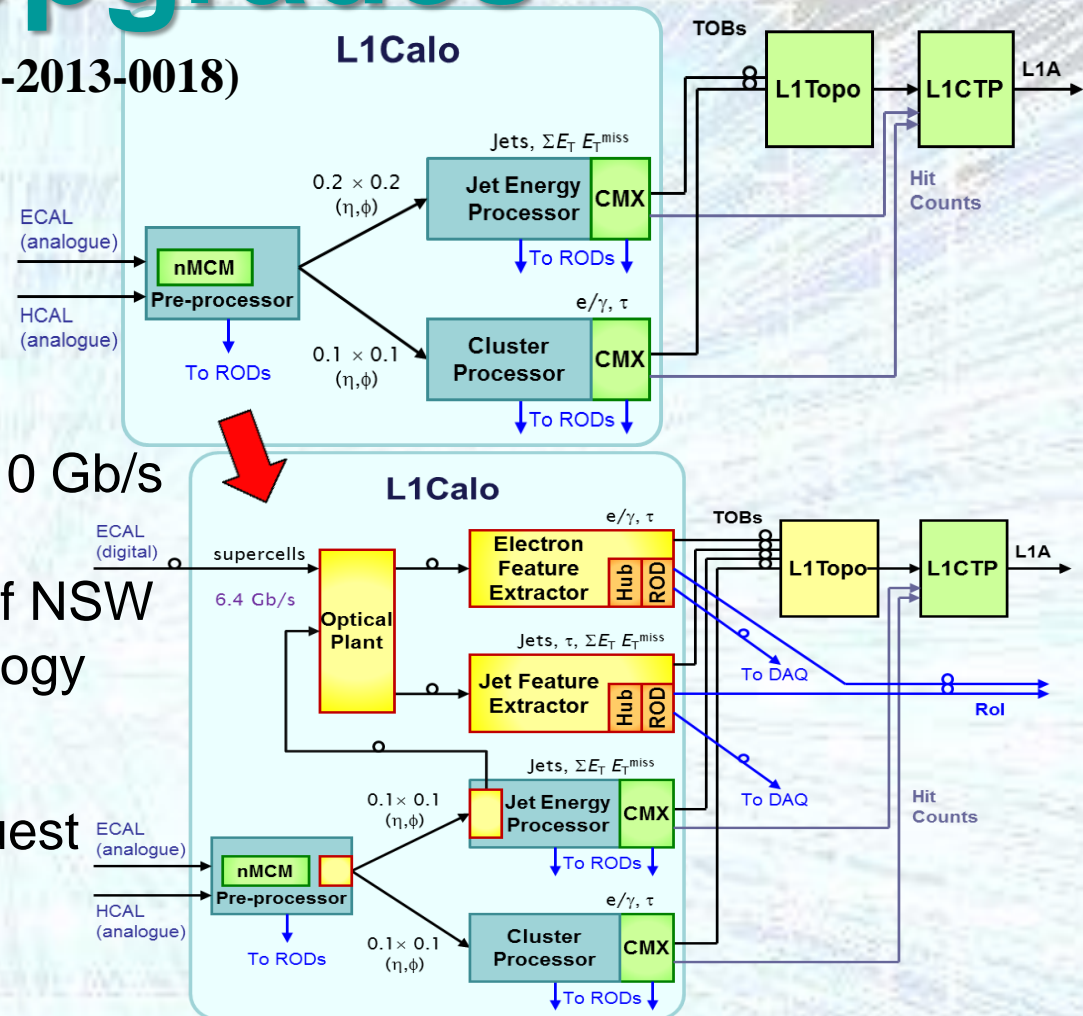 pgrades
-2013-0018)
L1Calo
TOBs
L1Topo
L1CTP
L1A
Jets, ΣE_T E_T^miss
0.2 × 0.2
(η,ϕ)
Jet Energy
Processor
CMX
Hit
Counts
ECAL
(analogue)
nMCM
Pre-processor
To RODs
HCAL
(analogue)
To RODs
e/γ, τ
0.1 × 0.1
(η,ϕ)
Cluster
Processor
CMX
To RODs
0 Gb/s
f NSW
ogy
uest
L1Calo
e/γ, τ
TOBs
ECAL
(digital)
supercells
6.4 Gb/s
Optical
Plant
Electron
Feature
Extractor
Hub
ROD
L1Topo
L1CTP
L1A
Jets, τ, ΣE_T E_T^miss
To DAQ
Jet Feature
Extractor
Hub
ROD
RoI
Jets, ΣE_T E_T^miss
To DAQ
0.1× 0.1
(η,ϕ)
Jet Energy
Processor
CMX
Hit
Counts
ECAL
(analogue)
To RODs
nMCM
Pre-processor
HCAL
(analogue)
e/γ, τ
To RODs
0.1× 0.1
(η,ϕ)
Cluster
Processor
CMX
To RODs